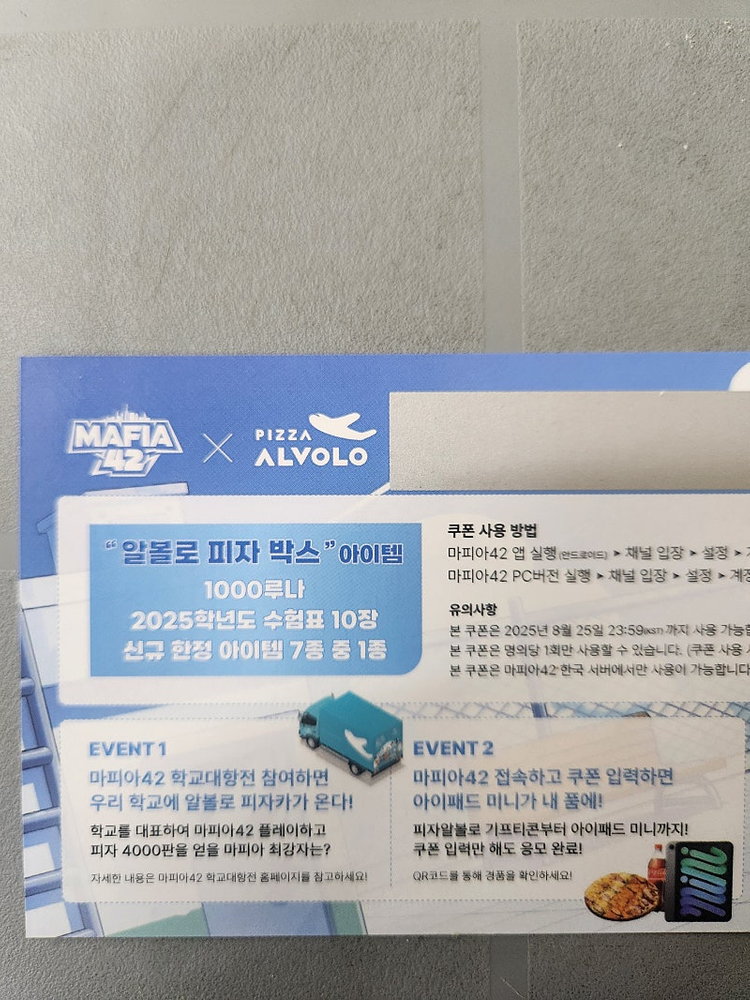 MAFIA
42
PIZZA
ALVOLO
"알볼로 피자 박스" 아이템
1000루나
2025학년도 수험표 10장
신규 한정 아이템 7종 중 1종
쿠폰 사용 방법
마피아42 앱 실행(안드로이드) ▸ 채널 입장 ▸ 설정 ▸
마피아42 PC버전 실행 ▸ 채널 입장 ▸ 설정 ▸ 계정
유의사항
본 쿠폰은 2025년 8월 25일 23:59(KST)까지 사용 가능
본 쿠폰은 명의당 1회만 사용할 수 있습니다. (쿠폰 사용
본 쿠폰은 마피아42 한국 서버에서만 사용이 가능합니다
EVENT 1
마피아42 학교대항전 참여하면
우리 학교에 알볼로 피자카가 온다!
학교를 대표하여 마피아42 플레이하고
피자 4000판을 얻을 마피아 최강자는?
자세한 내용은 마피아42 학교대항전 홈페이지를 참고하세요!
EVENT 2
마피아42 접속하고 쿠폰 입력하면
아이패드 미니가 내 품에!
피자알볼로 기프티콘부터 아이패드 미니까지!
쿠폰 입력만 해도 응모 완료!
QR코드를 통해 경품을 확인하세요!
mini